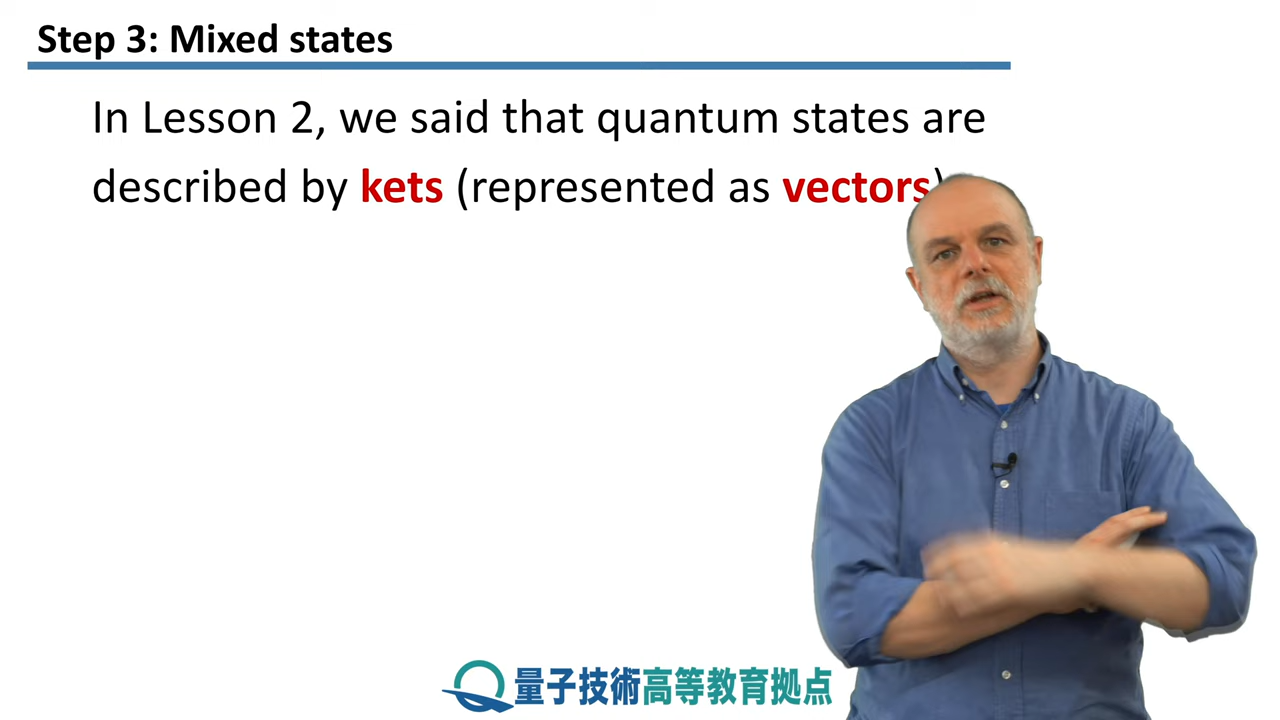 Step 3: Mixed states
In Lesson 2, we said that quantum states are
described by kets (represented as vectors)
量子技術高等教育拠点